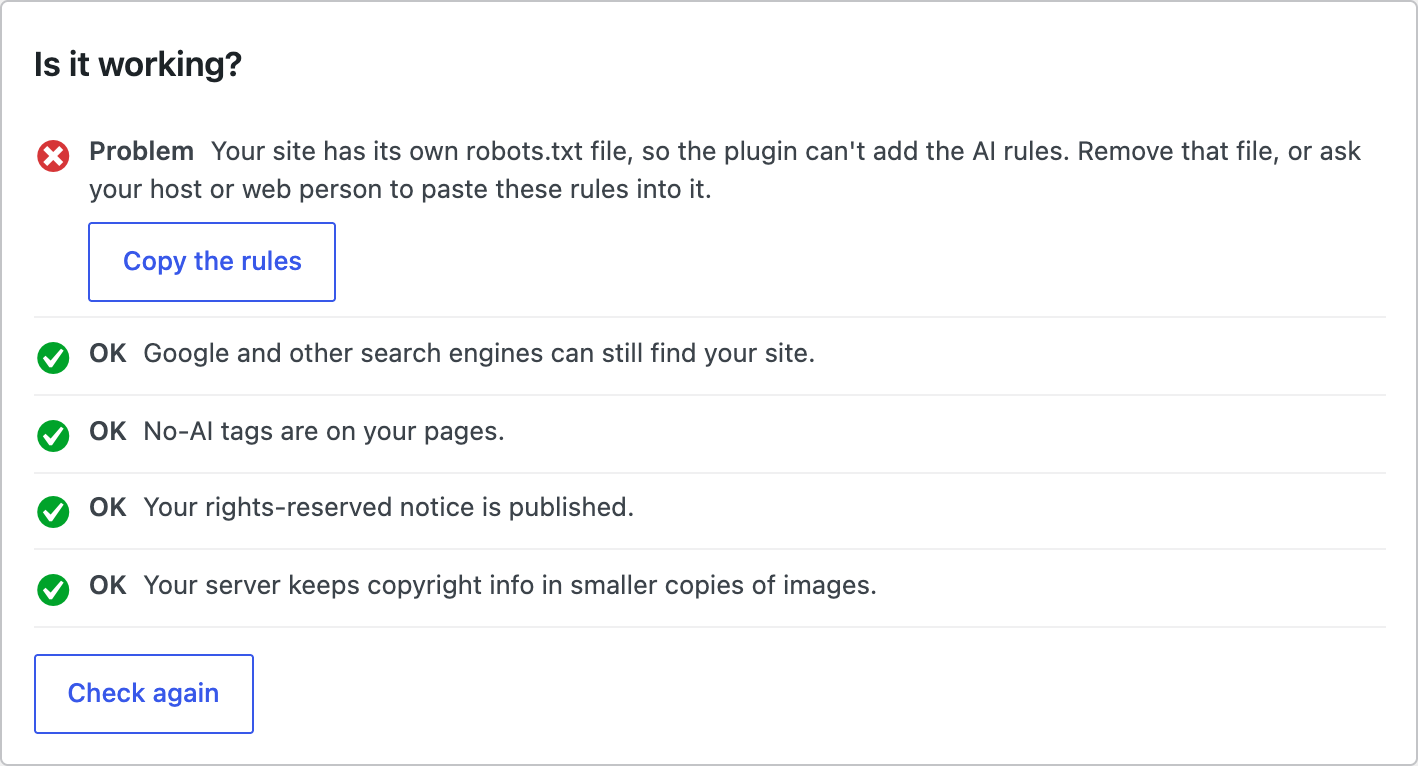 Is it working?
Problem Your site has its own robots.txt file, so the plugin can't add the AI rules. Remove that file, or ask
your host or web person to paste these rules into it.
Copy the rules
OK Google and other search engines can still find your site.
OK No-AI tags are on your pages.
OK Your rights-reserved notice is published.
OK Your server keeps copyright info in smaller copies of images.
Check again